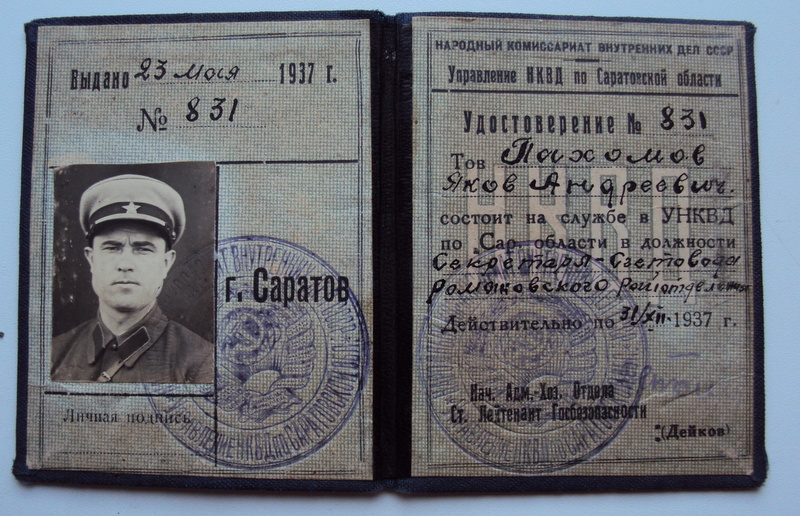 Выдано 23 мая 1937 г.
№ 831
г. Саратов
Личная подпись
НАРОДНЫЙ КОМИССАРИАТ ВНУТРЕННИХ ДЕЛ СССР
Управление НКВД по Саратовской области
Удостоверение № 831
Тов Пахомов
Яков Андреевич.
состоит на службе в УНКВД
по Сар. области в должности
Секретаря-Счетовода
Романовского Райотделения
Действительно по 31/XII-1937 г.
Нач. Адм.-Хоз. Отдела
Ст. Лейтенант Госбезопасности
(Дейков)